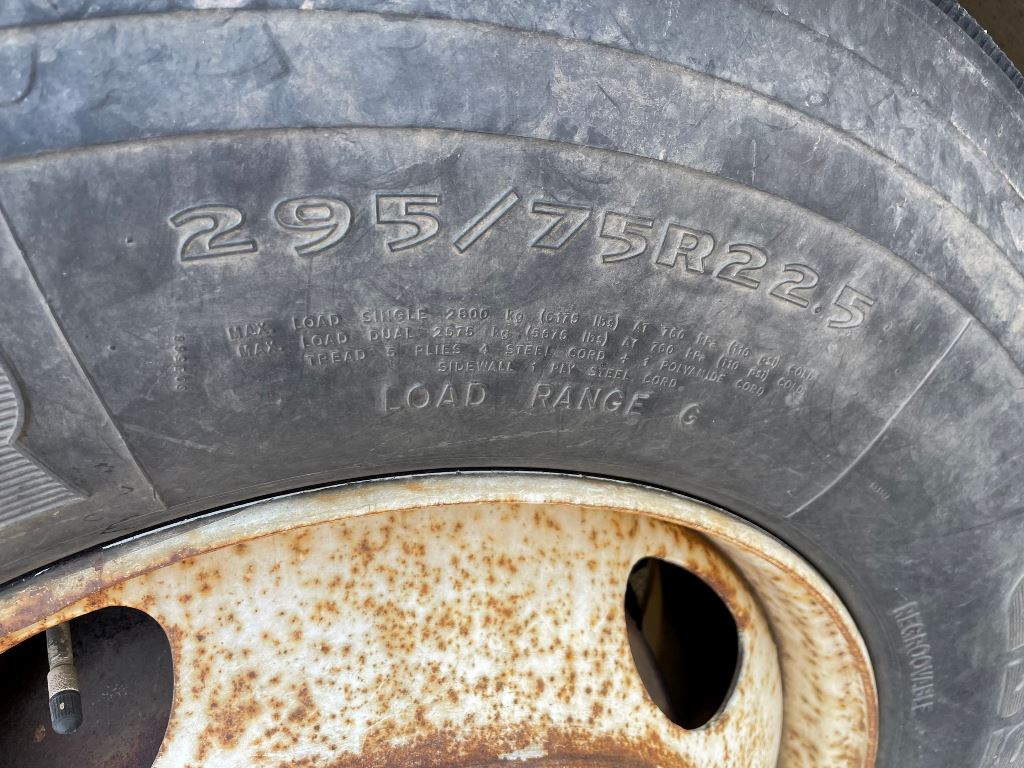 295/75R22.5
MAX. LOAD SINGLE 2800 kg (6175 lbs) AT 760 kPa (110 PSI) COLD
MAX. LOAD DUAL 2575 kg (5675 lbs) AT 760 kPa (110 PSI) COLD
TREAD 5 PLIES 4 STEEL CORD + 1 POLYAMIDE CORD
SIDEWALL 1 PLY STEEL CORD
LOAD RANGE G
REGROOVABLE